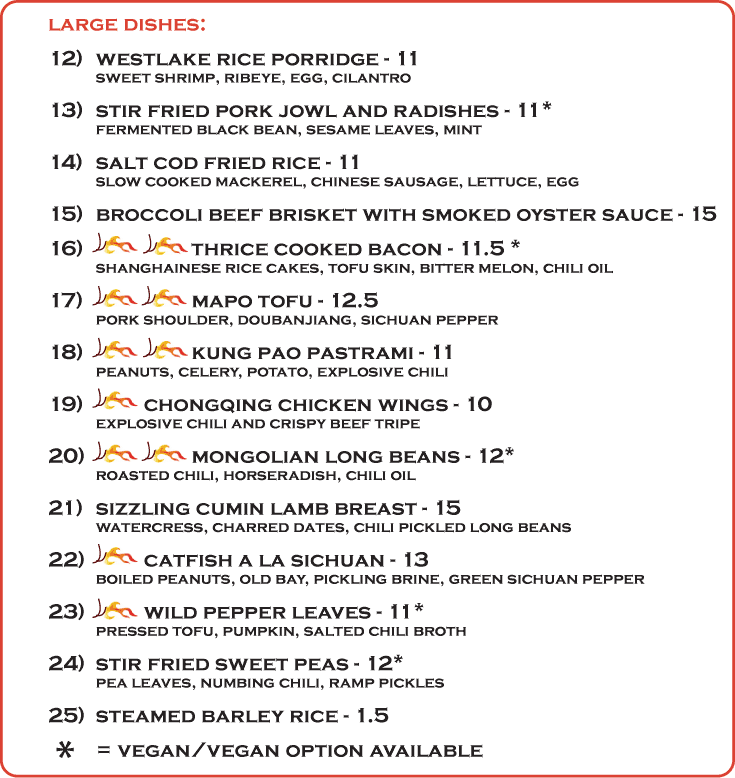 LARGE DISHES:
12) WESTLAKE RICE PORRIDGE - 11
SWEET SHRIMP, RIBEYE, EGG, CILANTRO
13) STIR FRIED PORK JOWL AND RADISHES - 11*
FERMENTED BLACK BEAN, SESAME LEAVES, MINT
14) SALT COD FRIED RICE - 11
SLOW COOKED MACKEREL, CHINESE SAUSAGE, LETTUCE, EGG
15) BROCCOLI BEEF BRISKET WITH SMOKED OYSTER SAUCE - 15
16) THRICE COOKED BACON - 11.5 *
SHANGHAINESE RICE CAKES, TOFU SKIN, BITTER MELON, CHILI OIL
17) MAPO TOFU - 12.5
PORK SHOULDER, DOUBANJIANG, SICHUAN PEPPER
18) KUNG PAO PASTRAMI - 11
PEANUTS, CELERY, POTATO, EXPLOSIVE CHILI
19) CHONGQING CHICKEN WINGS - 10
EXPLOSIVE CHILI AND CRISPY BEEF TRIPE
20) MONGOLIAN LONG BEANS - 12*
ROASTED CHILI, HORSERADISH, CHILI OIL
21) SIZZLING CUMIN LAMB BREAST - 15
WATERCRESS, CHARRED DATES, CHILI PICKLED LONG BEANS
22) CATFISH A LA SICHUAN - 13
BOILED PEANUTS, OLD BAY, PICKLING BRINE, GREEN SICHUAN PEPPER
23) WILD PEPPER LEAVES - 11*
PRESSED TOFU, PUMPKIN, SALTED CHILI BROTH
24) STIR FRIED SWEET PEAS - 12*
PEA LEAVES, NUMBING CHILI, RAMP PICKLES
25) STEAMED BARLEY RICE - 1.5
* = VEGAN/VEGAN OPTION AVAILABLE